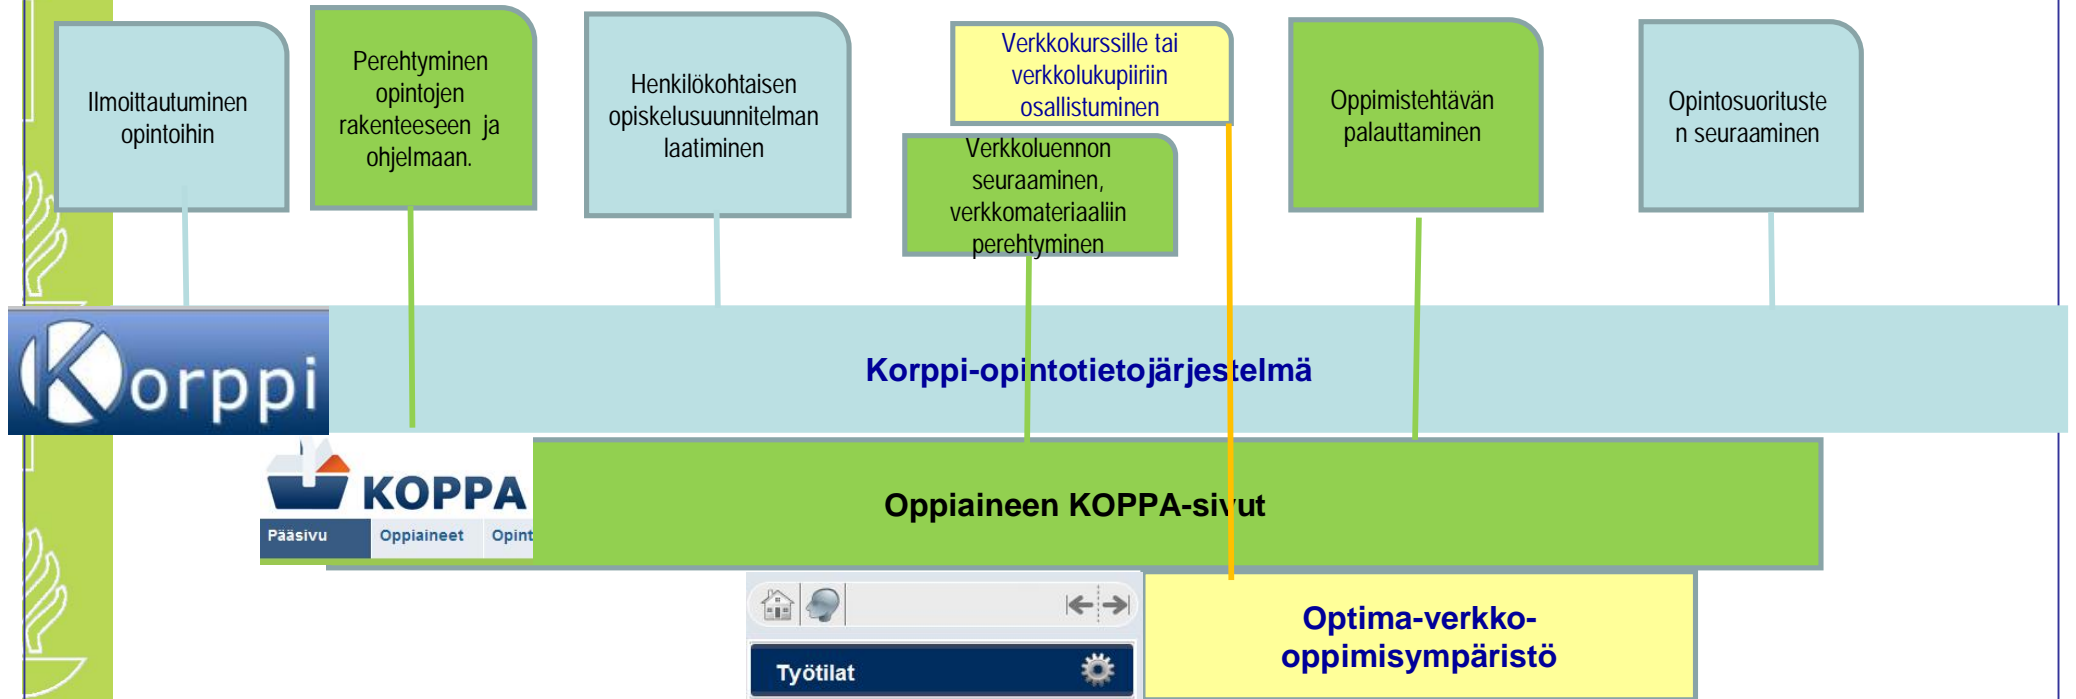 Ilmoittautuminen
opintoihin
Perehtyminen
opintojen
rakenteeseen ja
ohjelmaan.
Henkilökohtaisen
opiskelusuunnitelman
laatiminen
Verkkokurssille tai
verkkolukupiiriin
osallistuminen
Verkkoluennon
seuraaminen,
verkkomateriaaliin
perehtyminen
Oppimistehtävän
palauttaminen
Opintosuorituste
n seuraaminen
Korppi
Korppi-opintotietojärjestelmä
KOPPA
Pääsivu Oppiaineet Opint
Oppiaineen KOPPA-sivut
Työtilat
Optima-verkko-
oppimisympäristö